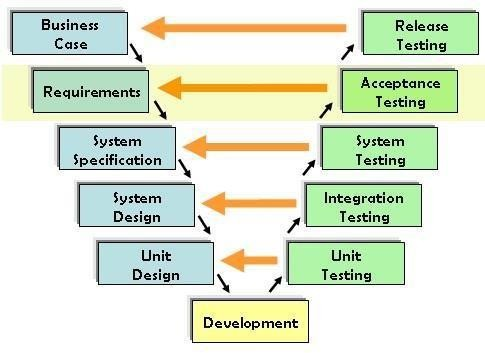 Business
Case
Release
Testing
Requirements
Acceptance
Testing
System
Specification
System
Testing
System
Design
Integration
Testing
Unit
Design
Unit
Testing
Development